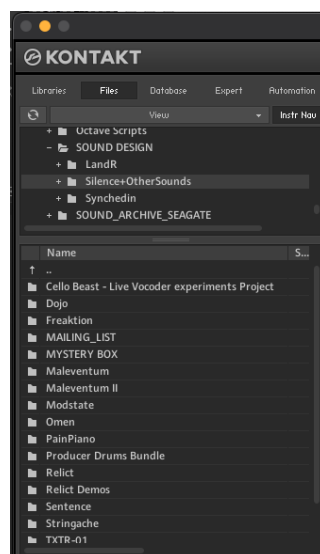 KONTAKT
Libraries Files Database Expert Automation
View Instr Nav
+ Octave Scripts
- SOUND DESIGN
+ LandR
+ Silence+OtherSounds
+ Synchedin
+ SOUND_ARCHIVE_SEAGATE
Name S...
↑ ..
Cello Beast - Live Vocoder experiments Project
Dojo
Freaktion
MAILING_LIST
MYSTERY BOX
Maleventum
Maleventum II
Modstate
Omen
PainPiano
Producer Drums Bundle
Relict
Relict Demos
Sentence
Stringache
TXTR-01